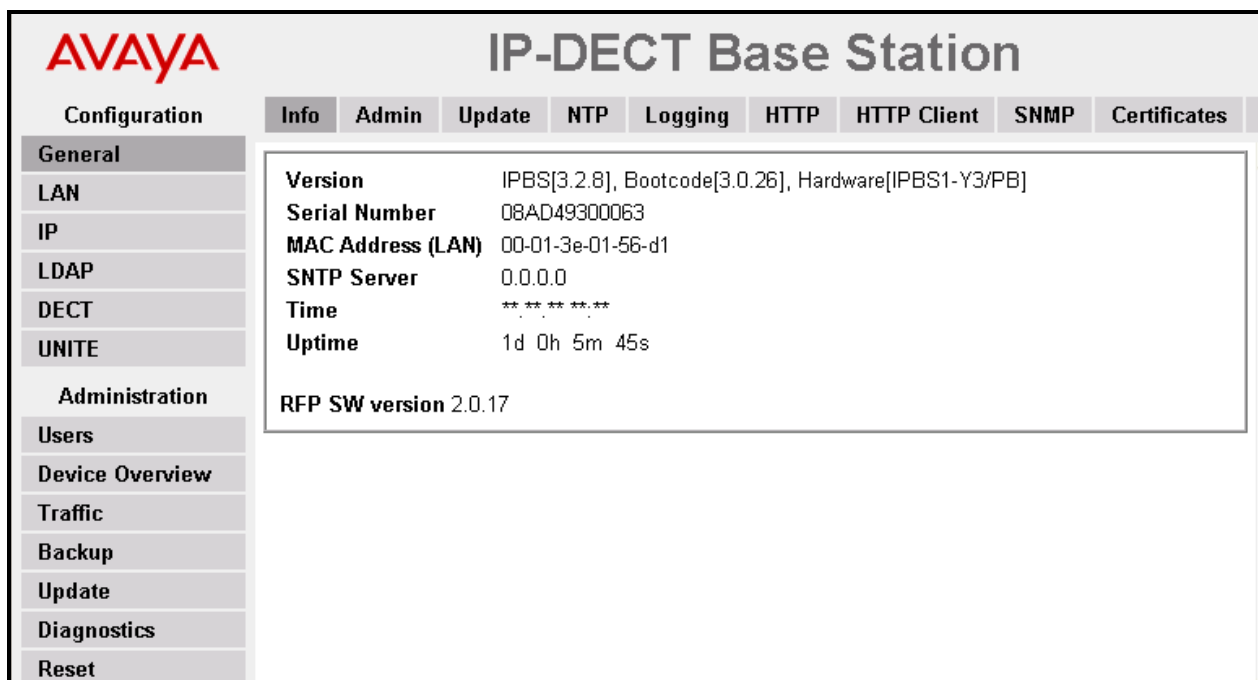 AVAYA
IP-DECT Base Station
Configuration
General
LAN
IP
LDAP
DECT
UNITE
Administration
Users
Device Overview
Traffic
Backup
Update
Diagnostics
Reset
Info Admin Update NTP Logging HTTP HTTP Client SNMP Certificates
Version IPBS[3.2.8], Bootcode[3.0.26], Hardware[IPBS1-Y3/PB]
Serial Number 08AD49300063
MAC Address (LAN) 00-01-3e-01-56-d1
SNTP Server 0.0.0.0
Time **.**.** **:**
Uptime 1d 0h 5m 45s
RFP SW version 2.0.17